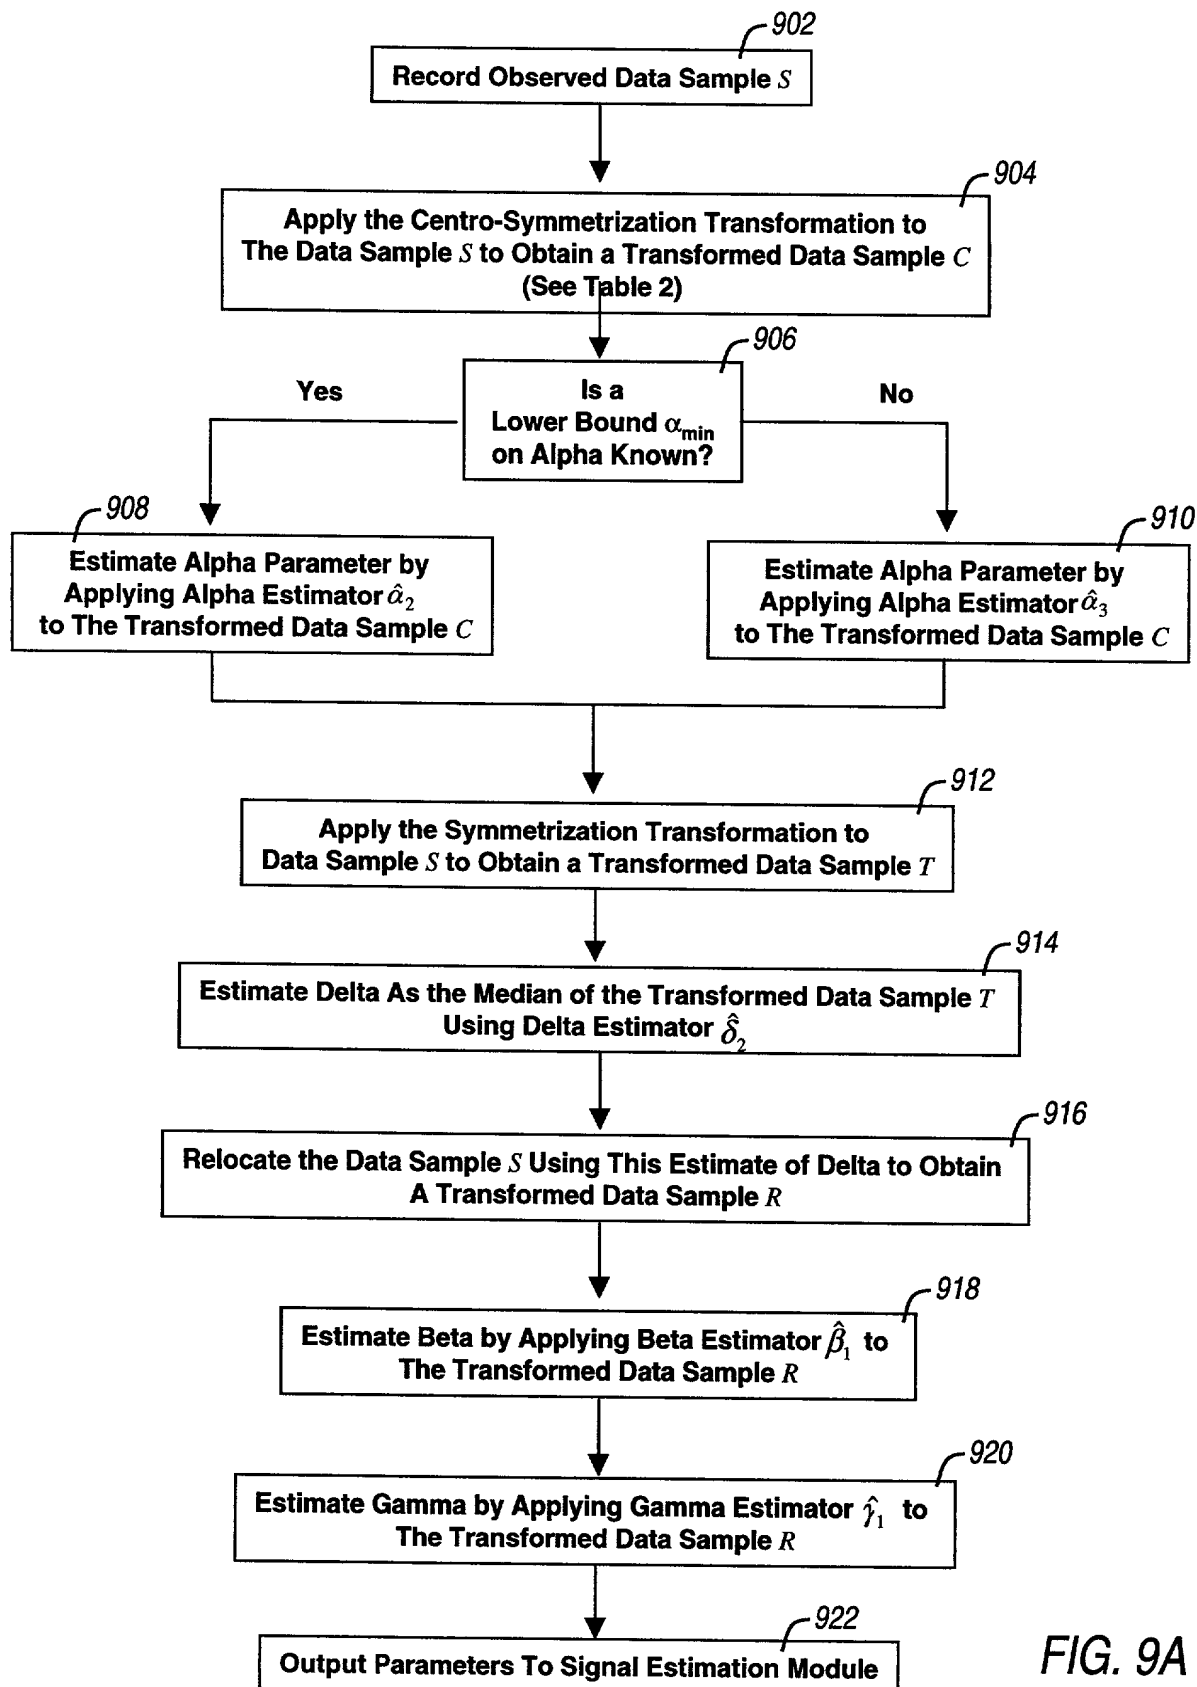 902
Record Observed Data Sample S
904
Apply the Centro-Symmetrization Transformation to
The Data Sample S to Obtain a Transformed Data Sample C
(See Table 2)
906
Is a
Lower Bound αmin
on Alpha Known?
Yes
No
908
Estimate Alpha Parameter by
Applying Alpha Estimator α̂2
to The Transformed Data Sample C
910
Estimate Alpha Parameter by
Applying Alpha Estimator α̂3
to The Transformed Data Sample C
912
Apply the Symmetrization Transformation to
Data Sample S to Obtain a Transformed Data Sample T
914
Estimate Delta As the Median of the Transformed Data Sample T
Using Delta Estimator δ̂2
916
Relocate the Data Sample S Using This Estimate of Delta to Obtain
A Transformed Data Sample R
918
Estimate Beta by Applying Beta Estimator β̂1 to
The Transformed Data Sample R
920
Estimate Gamma by Applying Gamma Estimator γ̂1 to
The Transformed Data Sample R
922
Output Parameters To Signal Estimation Module
FIG. 9A